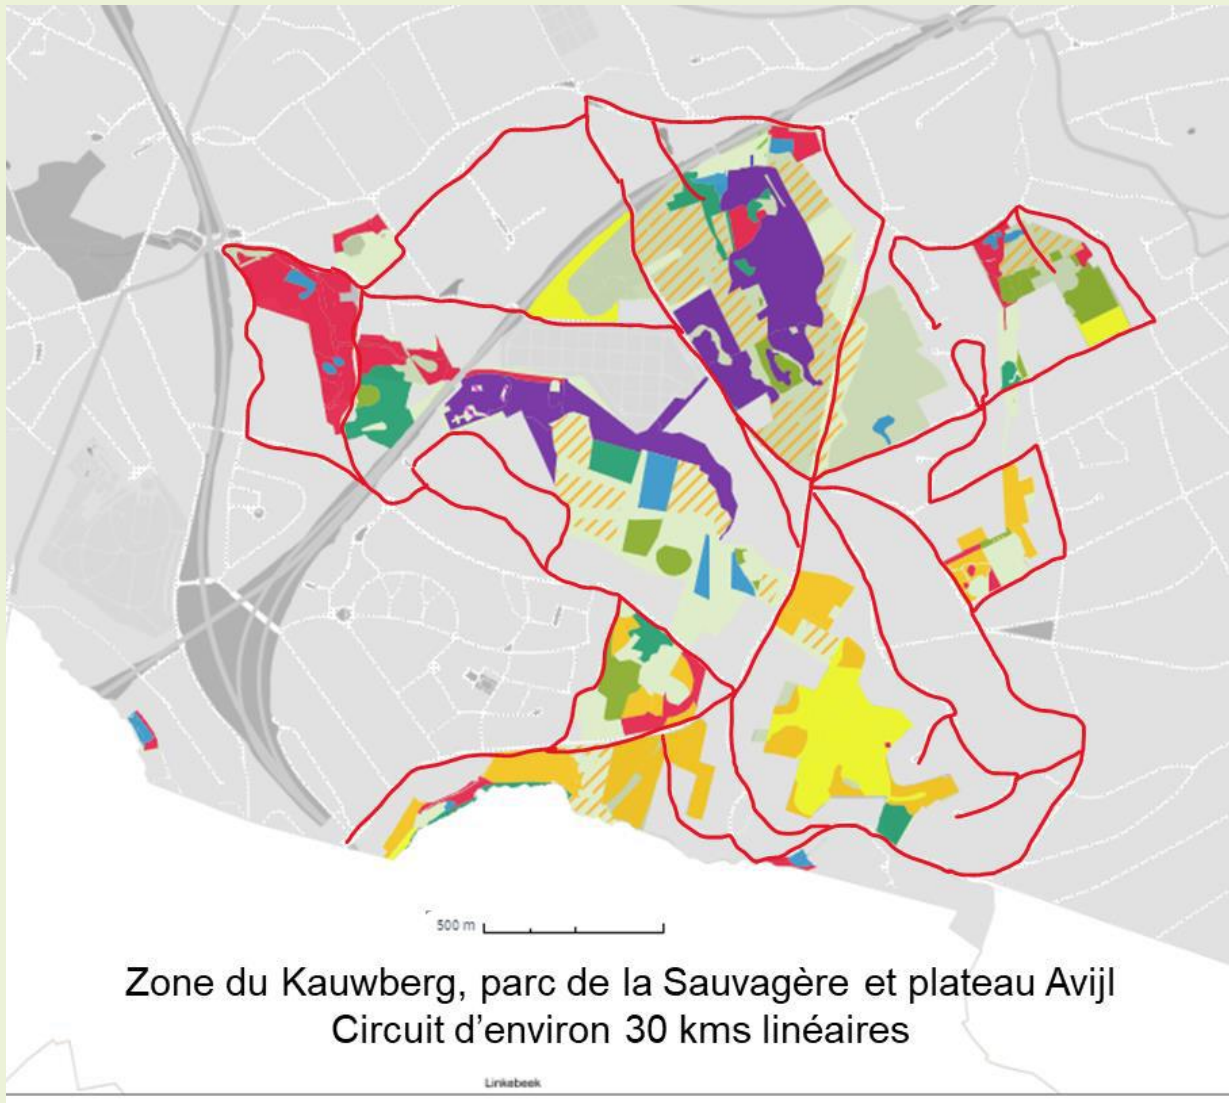 500 m
Zone du Kauwberg, parc de la Sauvagère et plateau Avijl
Circuit d'environ 30 kms linéaires
Linkebeek